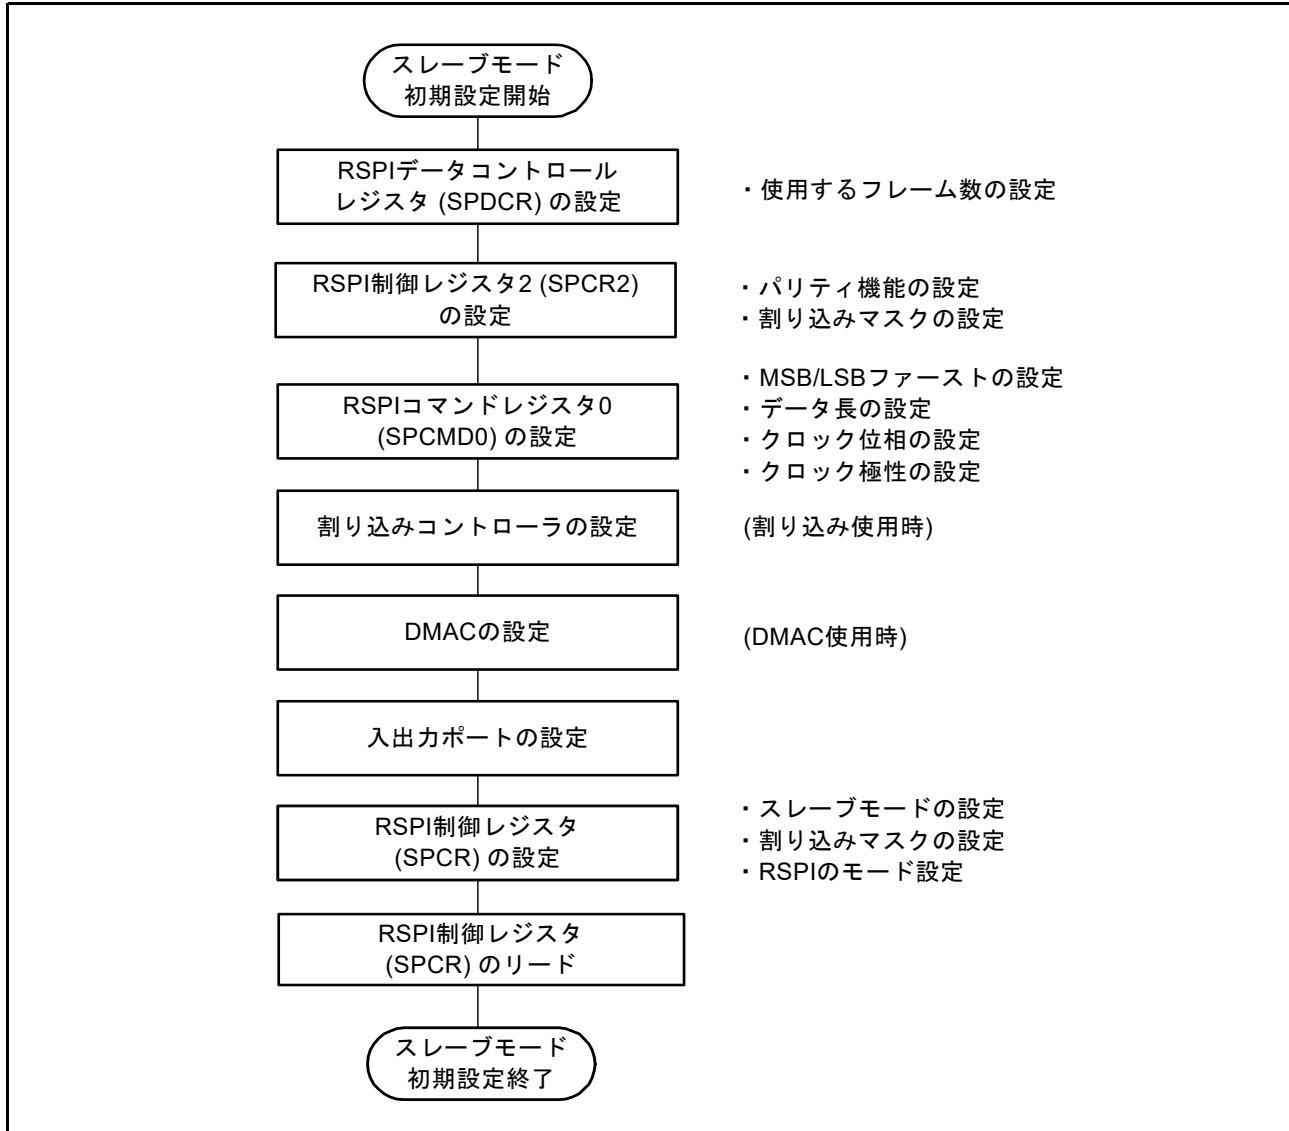 スレーブモード
初期設定開始
RSPIデータコントロール
レジスタ (SPDCR) の設定
・使用するフレーム数の設定
RSPI制御レジスタ2 (SPCR2)
の設定
・パリティ機能の設定
・割り込みマスクの設定
RSPIコマンドレジスタ0
(SPCMD0) の設定
・MSB/LSBファーストの設定
・データ長の設定
・クロック位相の設定
・クロック極性の設定
割り込みコントローラの設定
(割り込み使用時)
DMACの設定
(DMAC使用時)
入出力ポートの設定
RSPI制御レジスタ
(SPCR) の設定
・スレーブモードの設定
・割り込みマスクの設定
・RSPIのモード設定
RSPI制御レジスタ
(SPCR) のリード
スレーブモード
初期設定終了